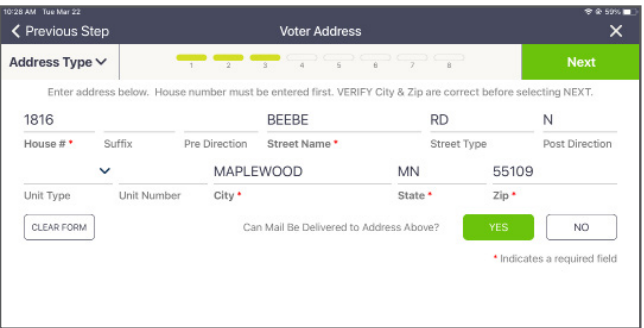 10:28 AM Tue Mar 22 59%
Previous Step Voter Address
Address Type 1 2 3 4 5 6 7 8 Next
Enter address below. House number must be entered first. VERIFY City & Zip are correct before selecting NEXT.
1816 BEEBE RD N
House # * Suffix Pre Direction Street Name * Street Type Post Direction
MAPLEWOOD MN 55109
Unit Type Unit Number City * State * Zip *
CLEAR FORM Can Mail Be Delivered to Address Above? YES NO
* Indicates a required field